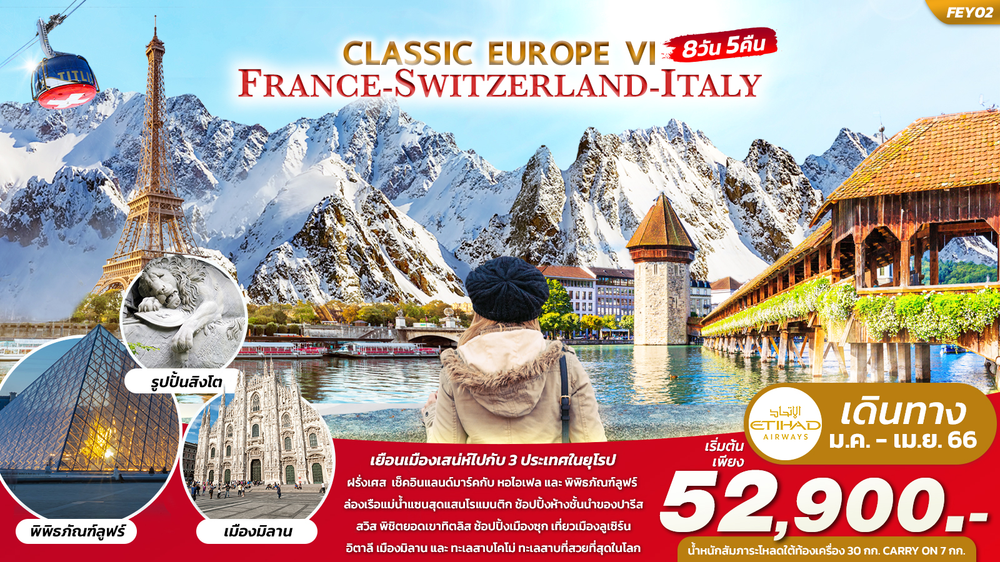 FEY02
CLASSIC EUROPE VI
8วัน 5คืน
FRANCE-SWITZERLAND-ITALY
TITLIS
รูปปั้นสิงโต
พิพิธภัณฑ์ลูฟร์
เมืองมิลาน
เยือนเมืองเสน่ห์ไปกับ 3 ประเทศในยุโรป
ฝรั่งเศส เช็คอินแลนด์มาร์คกับ หอไอเฟล และ พิพิธภัณฑ์ลูฟร์
ล่องเรือแม่น้ำแซนสุดแสนโรแมนติก ช้อปปิ้งห้างชั้นนำของปารีส
สวิส พิชิตยอดเขาทิตลิส ช้อปปิ้งเมืองซุก เที่ยวเมืองลูเซิร์น
อิตาลี เมืองมิลาน และ ทะเลสาบโคโม่ ทะเลสาบที่สวยที่สุดในโลก
الإتحاد
ETIHAD
AIRWAYS
เดินทาง
ม.ค. - เม.ย. 66
เริ่มต้น
เพียง
52,900.-
น้ำหนักสัมภาระโหลดใต้ท้องเครื่อง 30 กก. CARRY ON 7 กก.